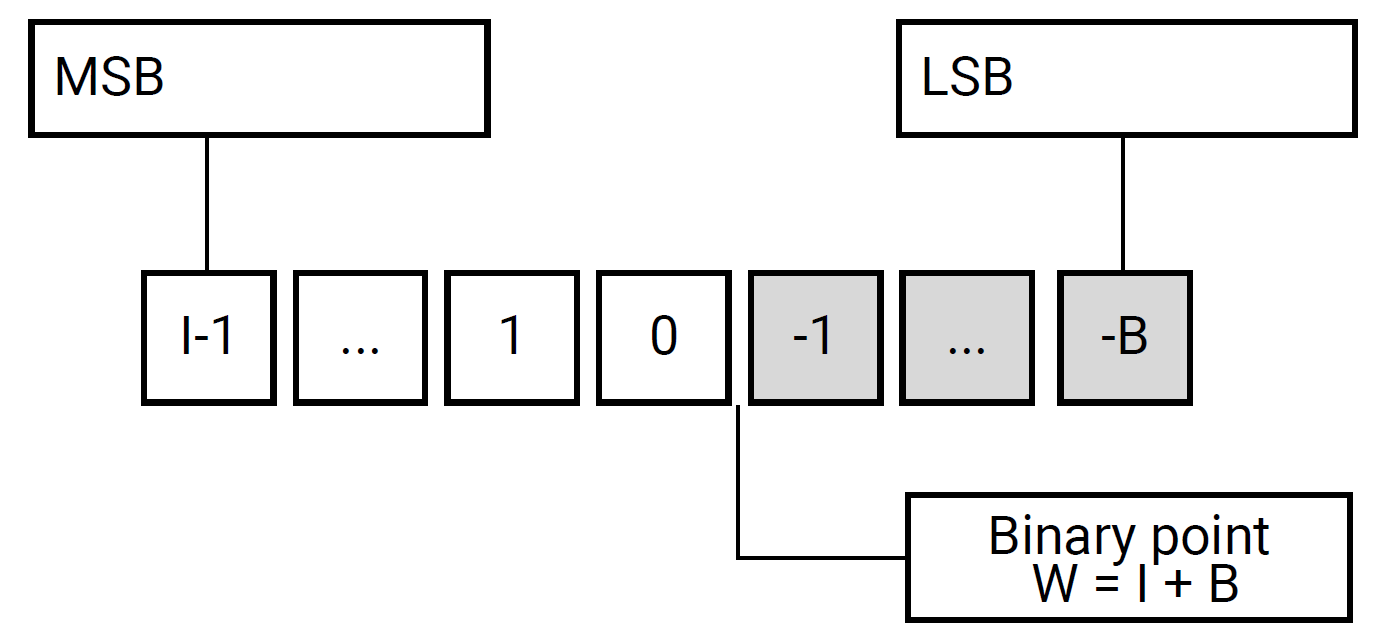 MSB
LSB
I-1 ... 1 0 -1 ... -B
Binary point
W = I + B